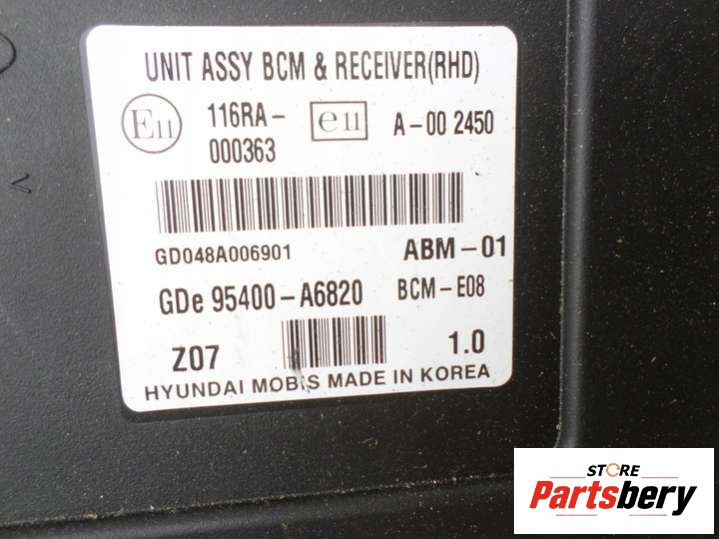 UNIT ASSY BCM & RECEIVER(RHD)
E11 116RA- e11 A-00 2450
000363
GD048A006901 ABM-01
GDe 95400-A6820 BCM-E08
Z07 1.0
HYUNDAI MOBIS MADE IN KOREA
STORE
Partsbery